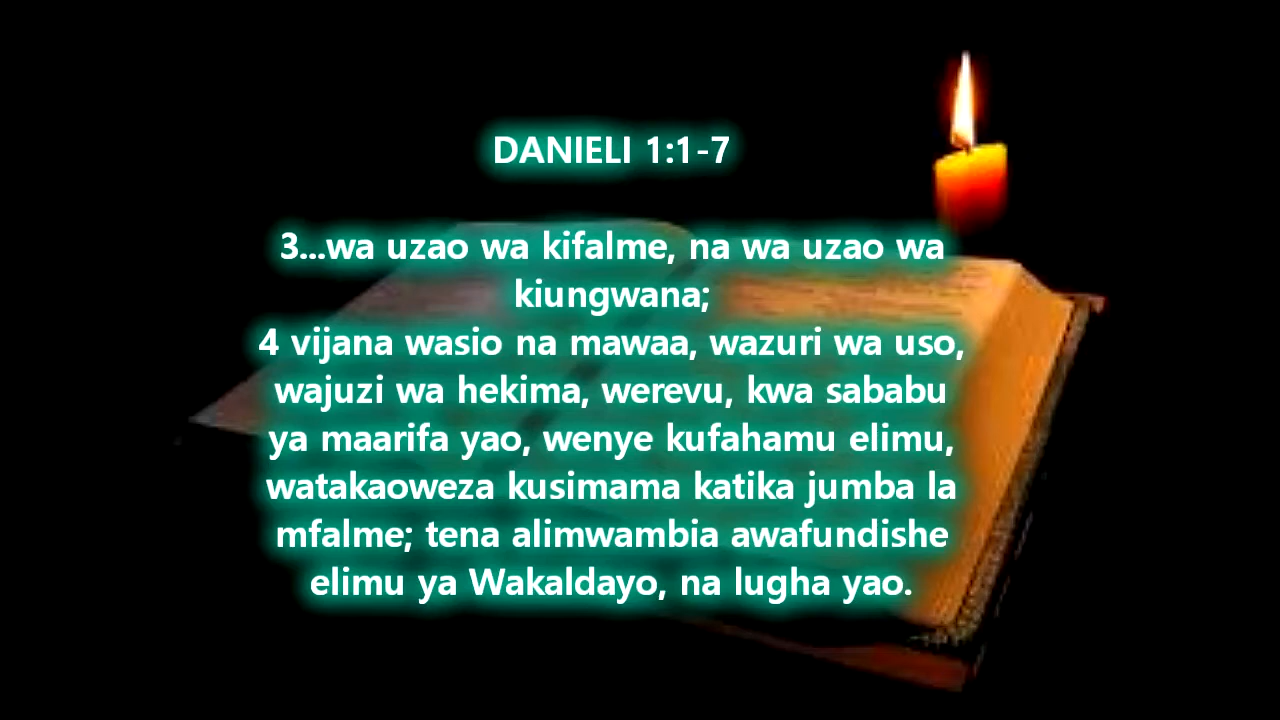 DANIELI 1:1-7
3...wa uzao wa kifalme, na wa uzao wa
kiungwana;
4 vijana wasio na mawaa, wazuri wa uso,
wajuzi wa hekima, werevu, kwa sababu
ya maarifa yao, wenye kufahamu elimu,
watakaoweza kusimama katika jumba la
mfalme; tena alimwambia awafundishe
elimu ya Wakaldayo, na lugha yao.